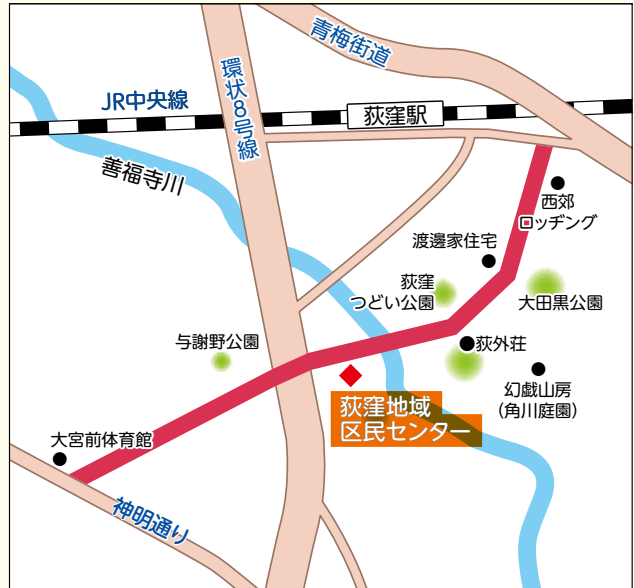 青梅街道
環状8号線
JR中央線
荻窪駅
善福寺川
西郊
ロッヂング
渡邊家住宅
荻窪
つどい公園
大田黒公園
与謝野公園
荻外荘
幻戯山房
(角川庭園)
荻窪地域
区民センター
大宮前体育館
神明通り